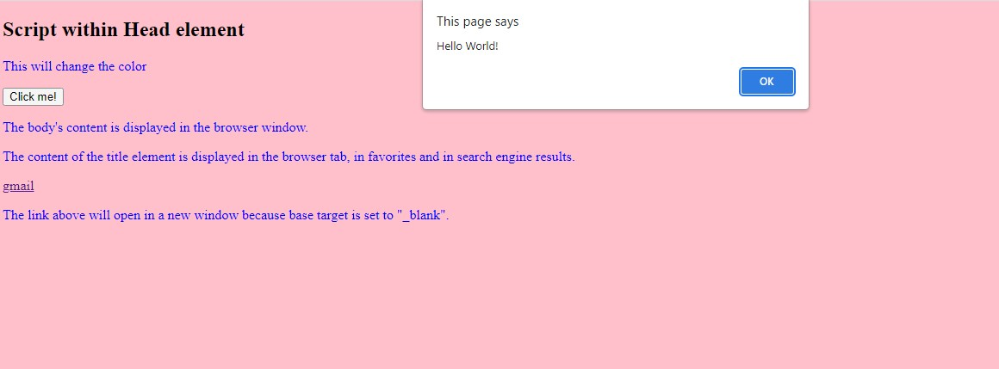 Script within Head element
This will change the color
Click me!
The body's content is displayed in the browser window.
The content of the title element is displayed in the browser tab, in favorites and in search engine results.
gmail
The link above will open in a new window because base target is set to "_blank".
This page says
Hello World!
OK